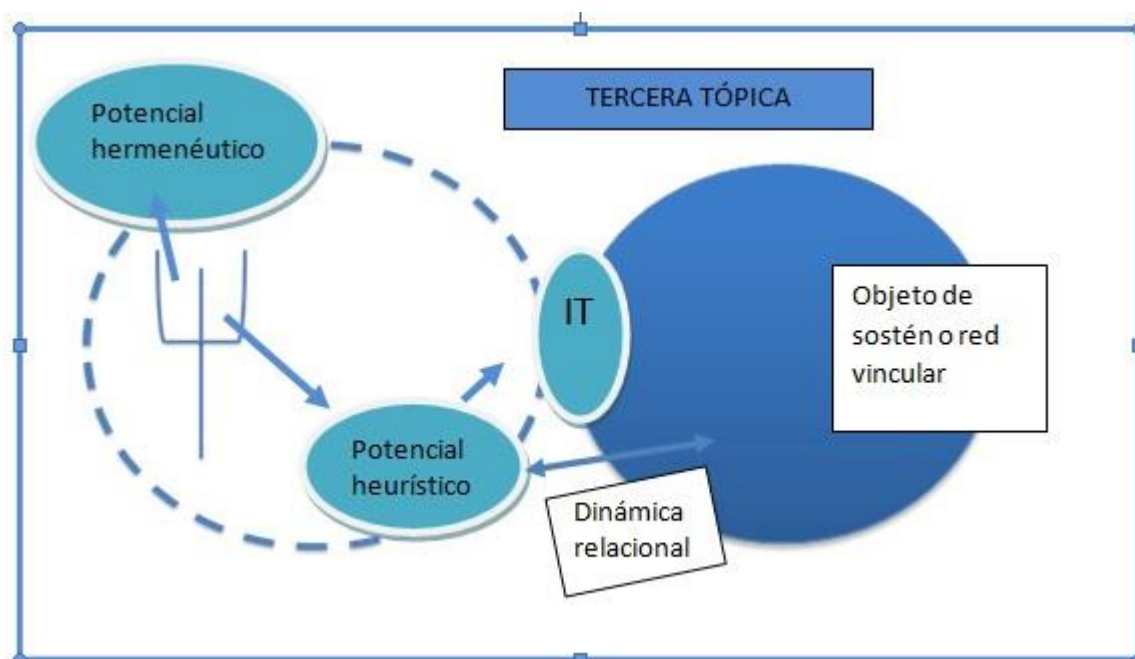 TERCERA TÓPICA
Potencial
hermenéutico
IT
Objeto de
sostén o red
vincular
Potencial
heurístico
Dinámica
relacional